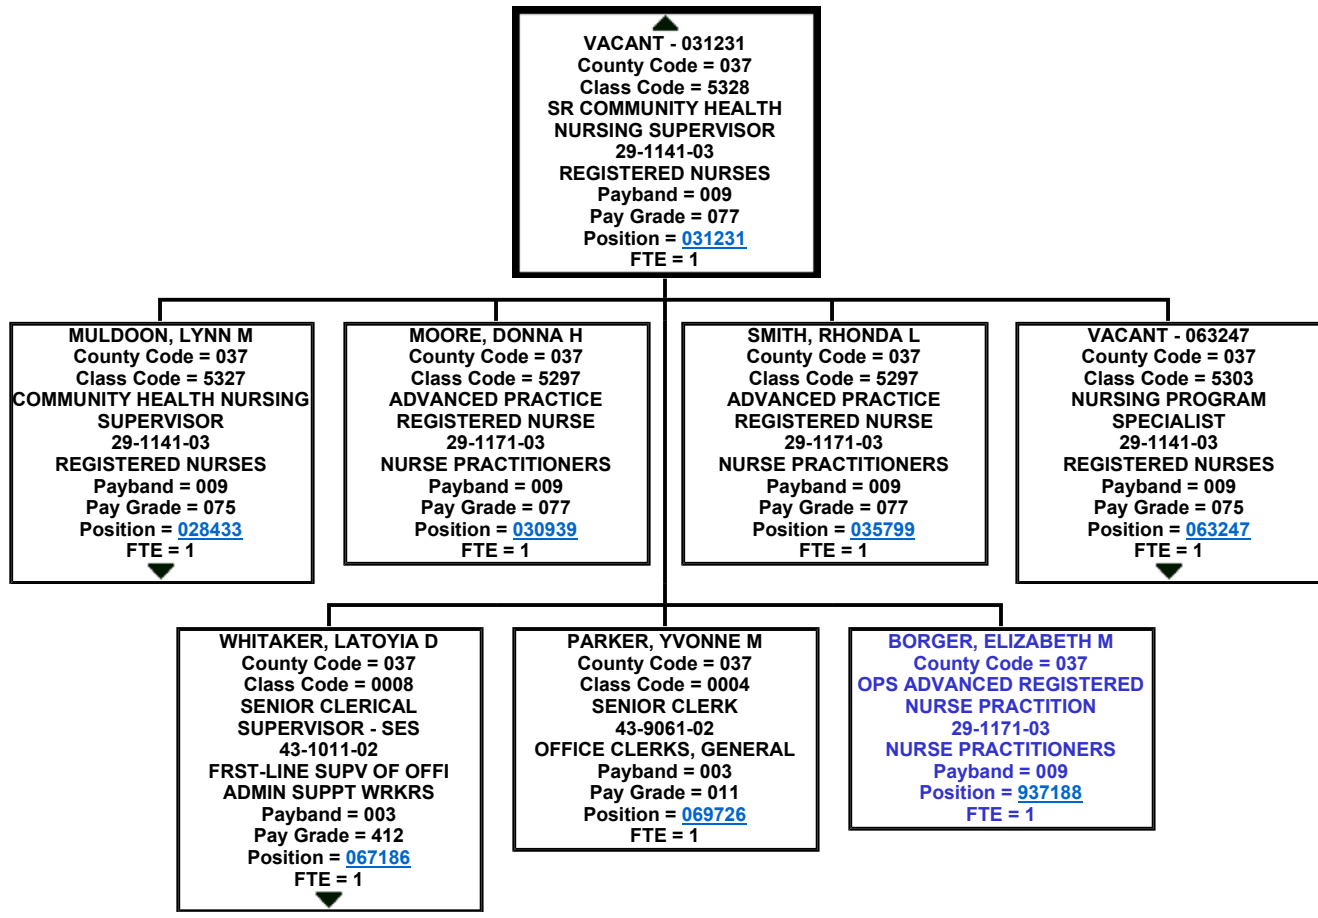 VACANT - 031231
County Code = 037
Class Code = 5328
SR COMMUNITY HEALTH
NURSING SUPERVISOR
29-1141-03
REGISTERED NURSES
Payband = 009
Pay Grade = 077
Position = 031231
FTE = 1
MULDOON, LYNN M
County Code = 037
Class Code = 5327
COMMUNITY HEALTH NURSING
SUPERVISOR
29-1141-03
REGISTERED NURSES
Payband = 009
Pay Grade = 075
Position = 028433
FTE = 1
MOORE, DONNA H
County Code = 037
Class Code = 5297
ADVANCED PRACTICE
REGISTERED NURSE
29-1171-03
NURSE PRACTITIONERS
Payband = 009
Pay Grade = 077
Position = 030939
FTE = 1
SMITH, RHONDA L
County Code = 037
Class Code = 5297
ADVANCED PRACTICE
REGISTERED NURSE
29-1171-03
NURSE PRACTITIONERS
Payband = 009
Pay Grade = 077
Position = 035799
FTE = 1
VACANT - 063247
County Code = 037
Class Code = 5303
NURSING PROGRAM
SPECIALIST
29-1141-03
REGISTERED NURSES
Payband = 009
Pay Grade = 075
Position = 063247
FTE = 1
WHITAKER, LATOYIA D
County Code = 037
Class Code = 0008
SENIOR CLERICAL
SUPERVISOR - SES
43-1011-02
FRST-LINE SUPV OF OFFI
ADMIN SUPPT WRKRS
Payband = 003
Pay Grade = 412
Position = 067186
FTE = 1
PARKER, YVONNE M
County Code = 037
Class Code = 0004
SENIOR CLERK
43-9061-02
OFFICE CLERKS, GENERAL
Payband = 003
Pay Grade = 011
Position = 069726
FTE = 1
BORGER, ELIZABETH M
County Code = 037
OPS ADVANCED REGISTERED
NURSE PRACTITION
29-1171-03
NURSE PRACTITIONERS
Payband = 009
Position = 937188
FTE = 1